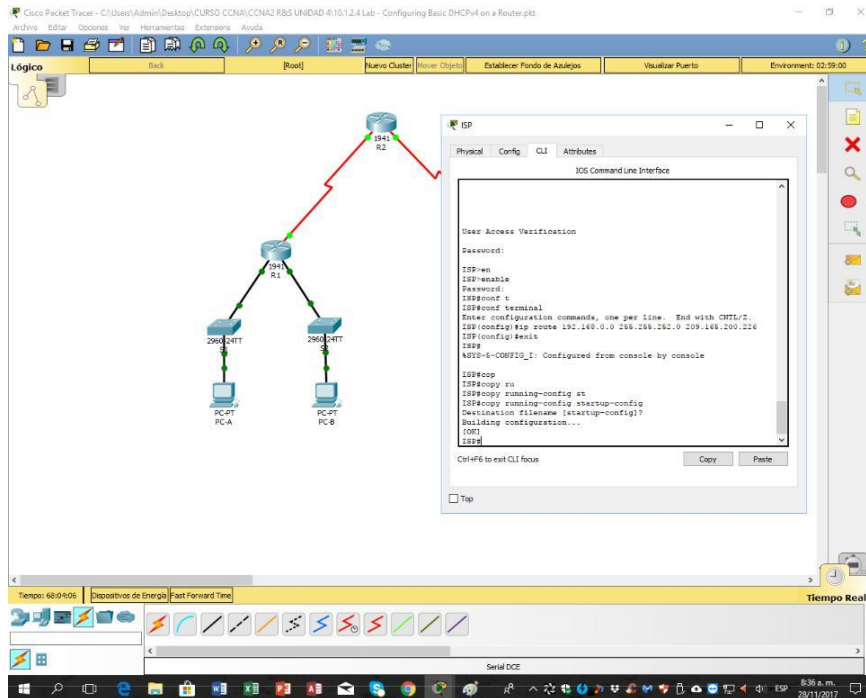 Cisco Packet Tracer - C:\Users\Admin\Desktop\CURSO CCNA\CCNA2 R&S UNIDAD 4\10.1.2.4 Lab - Configuring Basic DHCPv4 on a Router.pkt
Archivo Editar Opciones Ver Herramientas Extensions Ayuda
Lógico Back [Root] Nuevo Cluster Mover Objeto Establecer Fondo de Azulejos Visualizar Puerto Environment: 02:59:00
1941
R2
1941
R1
2960-24TT
2960-24TT
PC-PT
PC-A
PC-PT
PC-B
ISP
Physical Config CLI Attributes
IOS Command Line Interface
User Access Verification
Password:
ISP>en
ISP>enable
Password:
ISP#conf t
ISP#conf terminal
Enter configuration commands, one per line. End with CNTL/Z.
ISP(config)#ip route 192.168.0.0 255.255.252.0 209.165.200.226
ISP(config)#exit
ISP#
%SYS-5-CONFIG_I: Configured from console by console
ISP#cop
ISP#copy ru
ISP#copy running-config st
ISP#copy running-config startup-config
Destination filename [startup-config]?
Building configuration...
[OK]
ISP#
Ctrl+F6 to exit CLI focus Copy Paste
Top
Tiempo: 68:04:06 Dispositivos de Energía Fast Forward Time Tiempo Real
Serial DCE
ESP
8:36 a. m.
28/11/2017